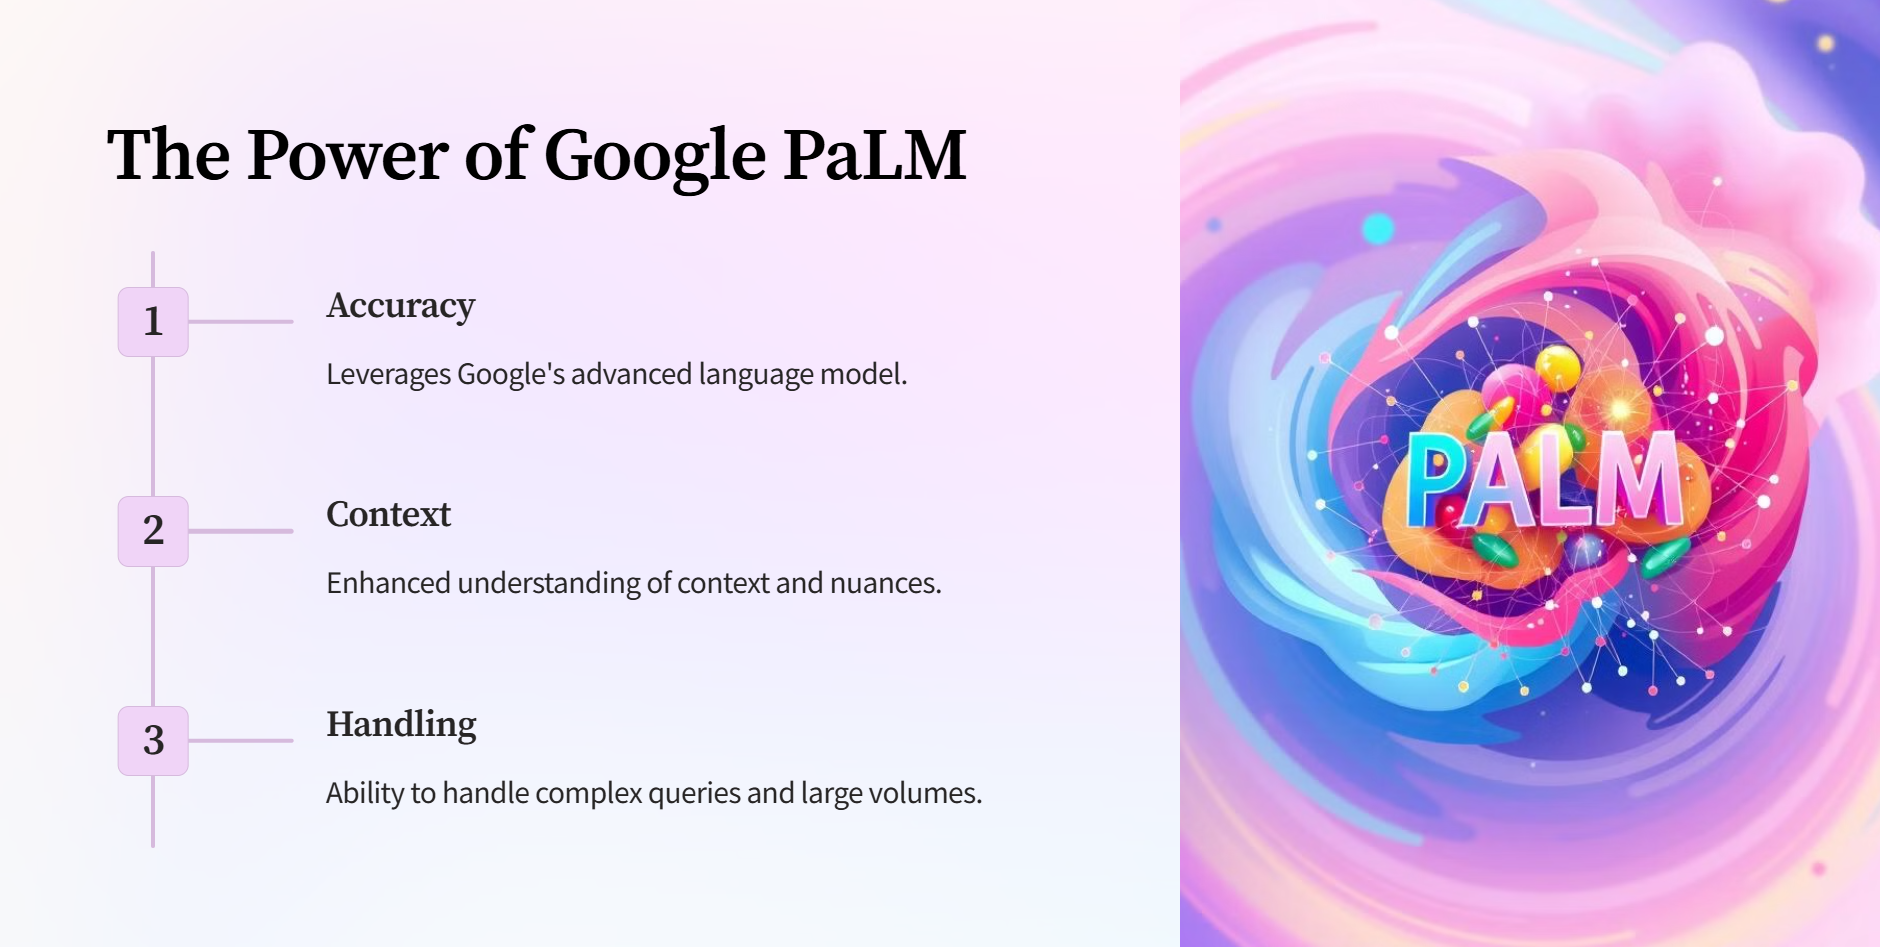 The Power of Google PaLM
1
Accuracy
Leverages Google's advanced language model.
2
Context
Enhanced understanding of context and nuances.
3
Handling
Ability to handle complex queries and large volumes.
PALM